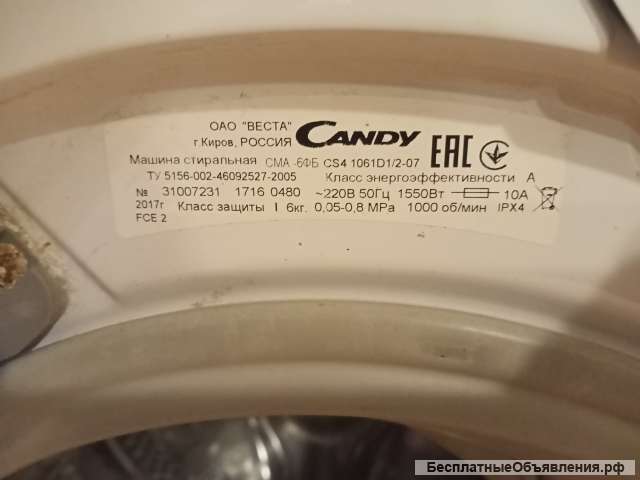 ОАО "ВЕСТА"
г.Киров, РОССИЯ CANDY EAC
Машина стиральная СМА -6ФБ CS4 1061D1/2-07
ТУ 5156-002-46092527-2005 Класс энергоэффективности А
№ 31007231 1716 0480 ~220В 50Гц 1550Вт 10А
2017г. Класс защиты I 6кг. 0,05-0,8 MPa 1000 об/мин IPX4
FCE 2
БесплатныеОбъявления.рф